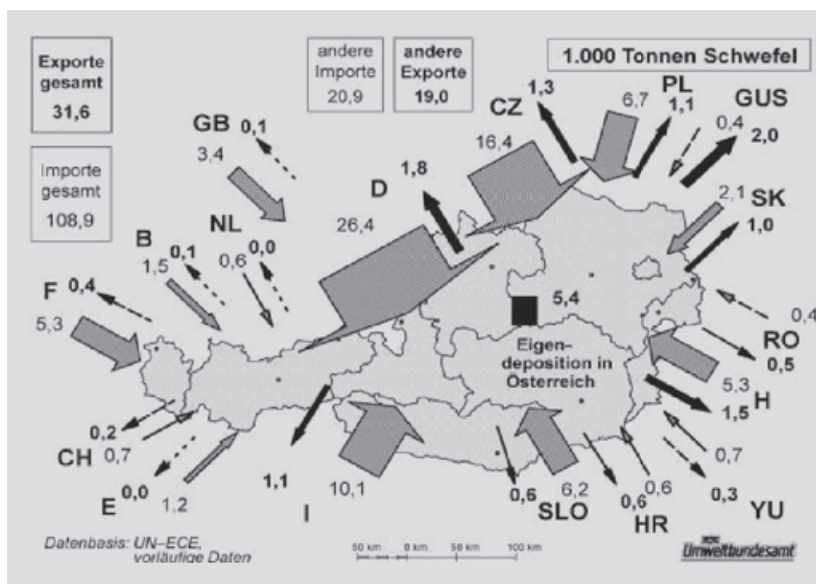 Exporte
gesamt
31,6
andere
Importe
20,9
andere
Exporte
19,0
1.000 Tonnen Schwefel
Importe
gesamt
108,9
GB
0,1
3,4
CZ
1,3
16,4
PL
6,7
1,1
GUS
0,4
2,0
D
1,8
26,4
SK
2,1
1,0
B
0,1
1,5
NL
0,0
0,6
F
0,4
5,3
5,4
Eigen-
deposition in
Österreich
0,4
RO
0,5
5,3
H
1,5
CH
0,2
0,7
E
0,0
1,2
1,1
I
10,1
0,6
SLO
6,2
HR
0,6
0,6
0,7
0,3
YU
Datenbasis: UN–ECE,
vorläufige Daten
50 km
0 km
50 km
100 km
Umweltbundesamt